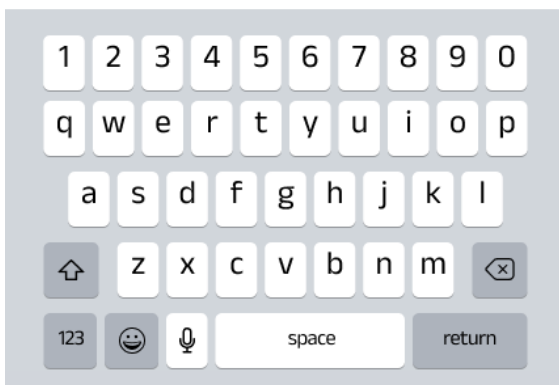 1 2 3 4 5 6 7 8 9 0
q w e r t y u i o p
a s d f g h j k l
z x c v b n m
123 space return